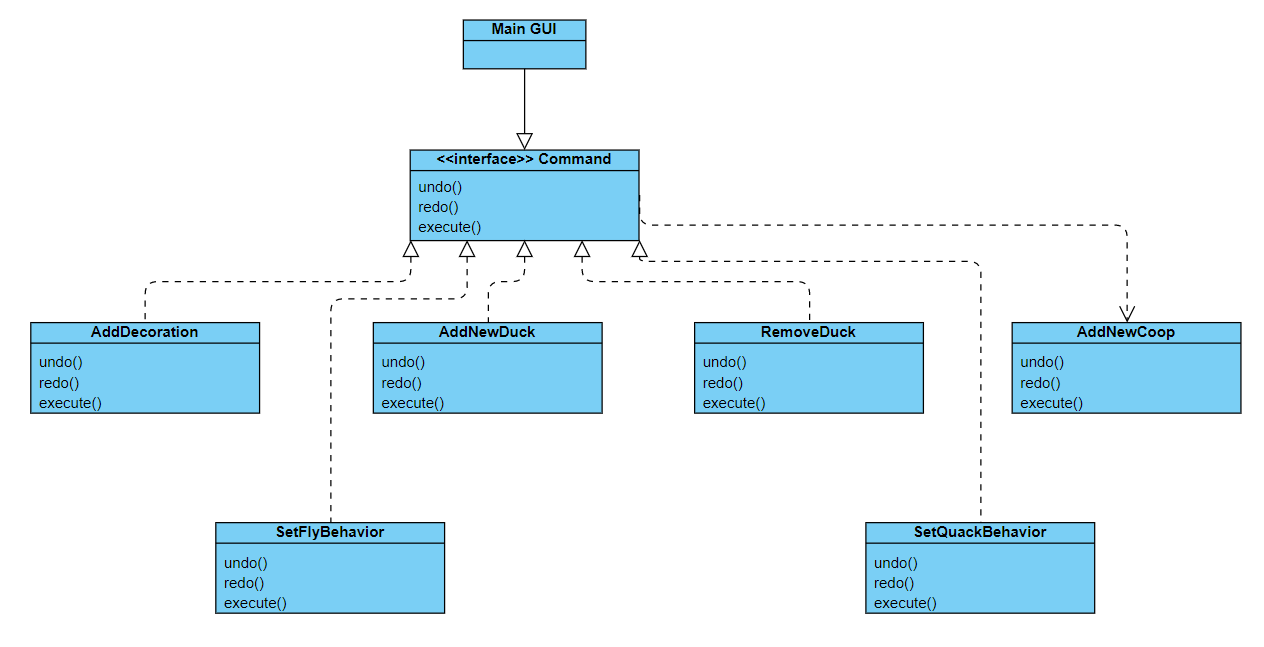 Main GUI
<<interface>> Command
undo()
redo()
execute()
AddDecoration
undo()
redo()
execute()
AddNewDuck
undo()
redo()
execute()
RemoveDuck
undo()
redo()
execute()
AddNewCoop
undo()
redo()
execute()
SetFlyBehavior
undo()
redo()
execute()
SetQuackBehavior
undo()
redo()
execute()